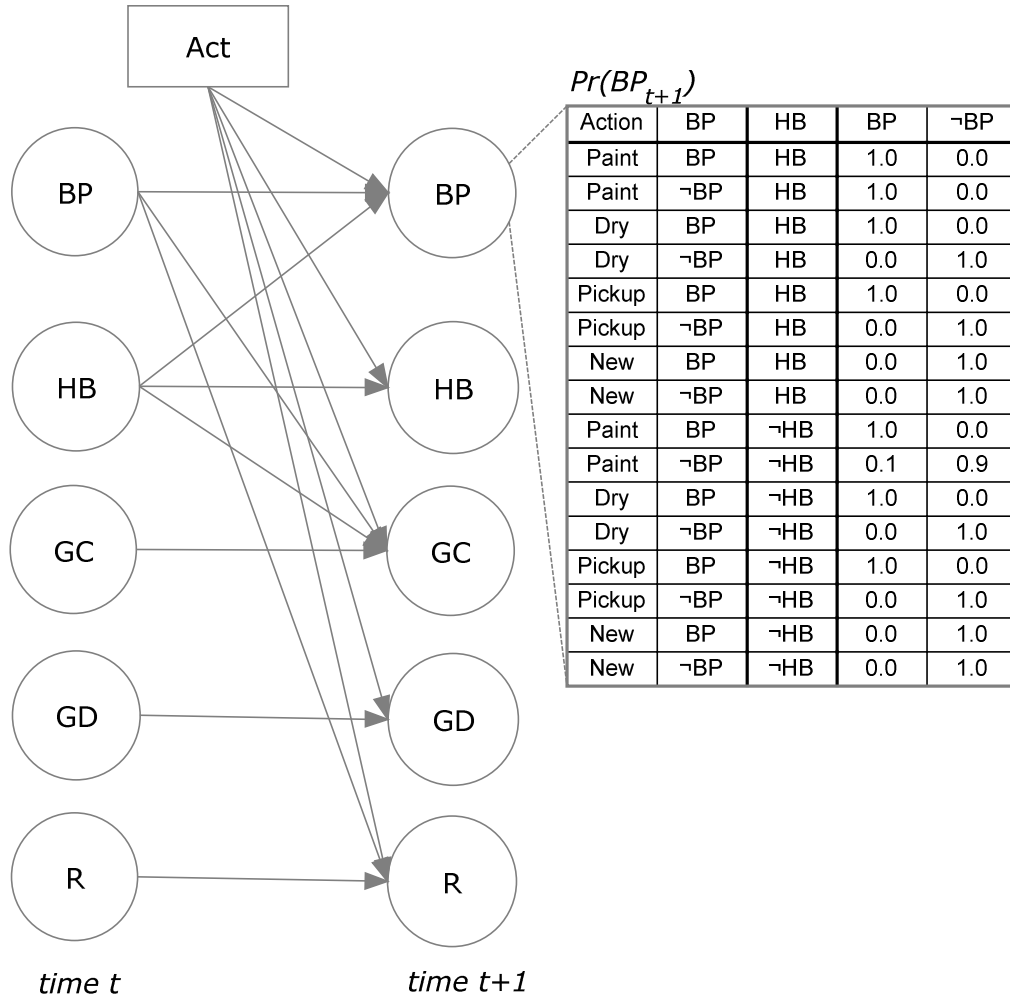 Act
Pr(BPt+1)
Action BP HB BP ¬BP
Paint BP HB 1.0 0.0
Paint ¬BP HB 1.0 0.0
Dry BP HB 1.0 0.0
Dry ¬BP HB 0.0 1.0
Pickup BP HB 1.0 0.0
Pickup ¬BP HB 0.0 1.0
New BP HB 0.0 1.0
New ¬BP HB 0.0 1.0
Paint BP ¬HB 1.0 0.0
Paint ¬BP ¬HB 0.1 0.9
Dry BP ¬HB 1.0 0.0
Dry ¬BP ¬HB 0.0 1.0
Pickup BP ¬HB 1.0 0.0
Pickup ¬BP ¬HB 0.0 1.0
New BP ¬HB 0.0 1.0
New ¬BP ¬HB 0.0 1.0
BP BP
HB HB
GC GC
GD GD
R R
time t time t+1